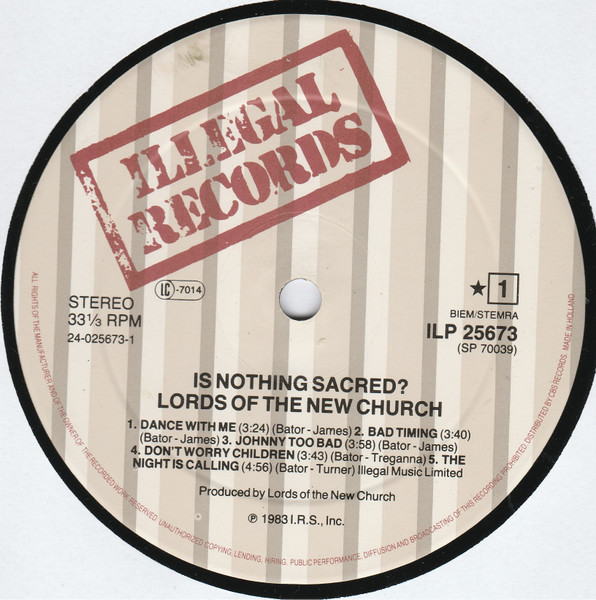 ILLEGAL
RECORDS
LC-7014
STEREO
33⅓ RPM
24-025673-1
★ 1
BIEM/STEMRA
ILP 25673
(SP 70039)
IS NOTHING SACRED?
LORDS OF THE NEW CHURCH
1. DANCE WITH ME (3:24) (Bator - James) 2. BAD TIMING (3:40)
(Bator - James) 3. JOHNNY TOO BAD (3:58) (Bator - James)
4. DON'T WORRY CHILDREN (3:43) (Bator - Treganna) 5. THE
NIGHT IS CALLING (4:56) (Bator - Turner) Illegal Music Limited
Produced by Lords of the New Church
℗ 1983 I.R.S., Inc.
ALL RIGHTS OF THE MANUFACTURER AND OF THE OWNER OF THE RECORDED WORK RESERVED. UNAUTHORIZED COPYING, LENDING, HIRING, PUBLIC PERFORMANCE, DIFFUSION AND BROADCASTING OF THIS RECORDING PROHIBITED. DISTRIBUTED BY CBS RECORDS. MADE IN HOLLAND